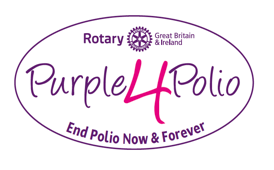 Rotary Great Britain
& Ireland
Purple4Polio
End Polio Now & Forever